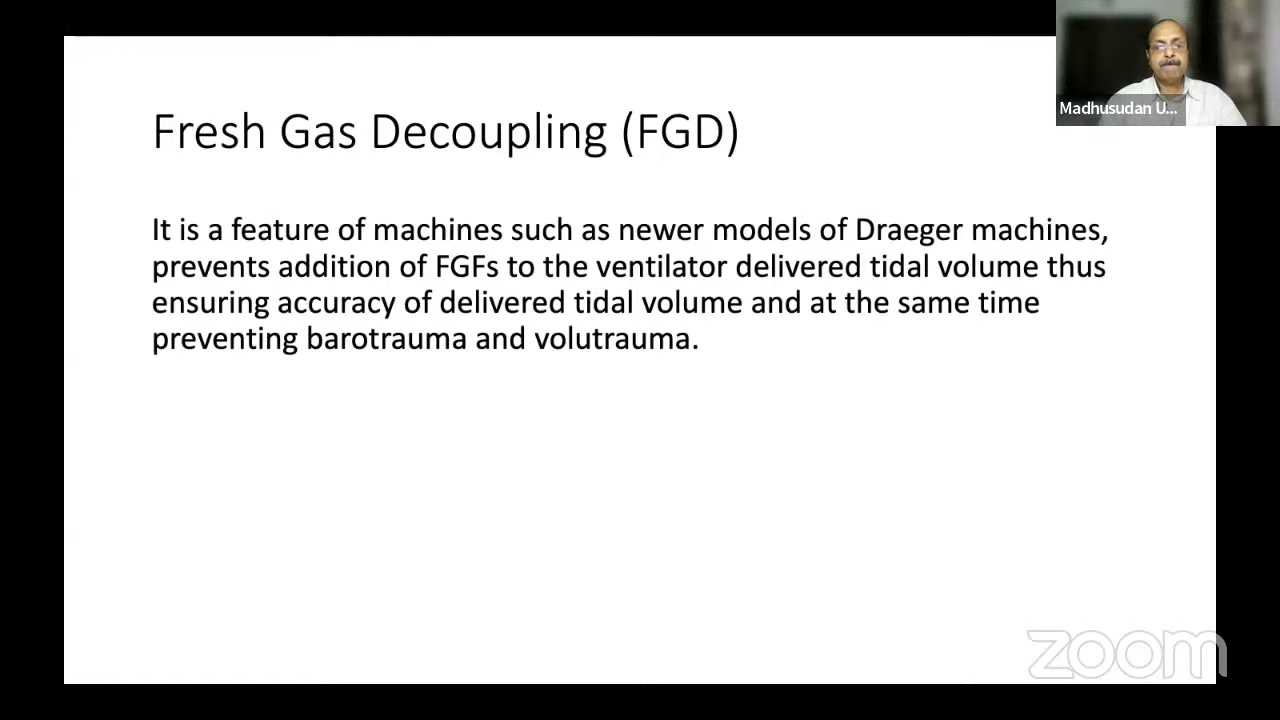 Madhusudan U...
Fresh Gas Decoupling (FGD)
It is a feature of machines such as newer models of Draeger machines,
prevents addition of FGFs to the ventilator delivered tidal volume thus
ensuring accuracy of delivered tidal volume and at the same time
preventing barotrauma and volutrauma.
zoom